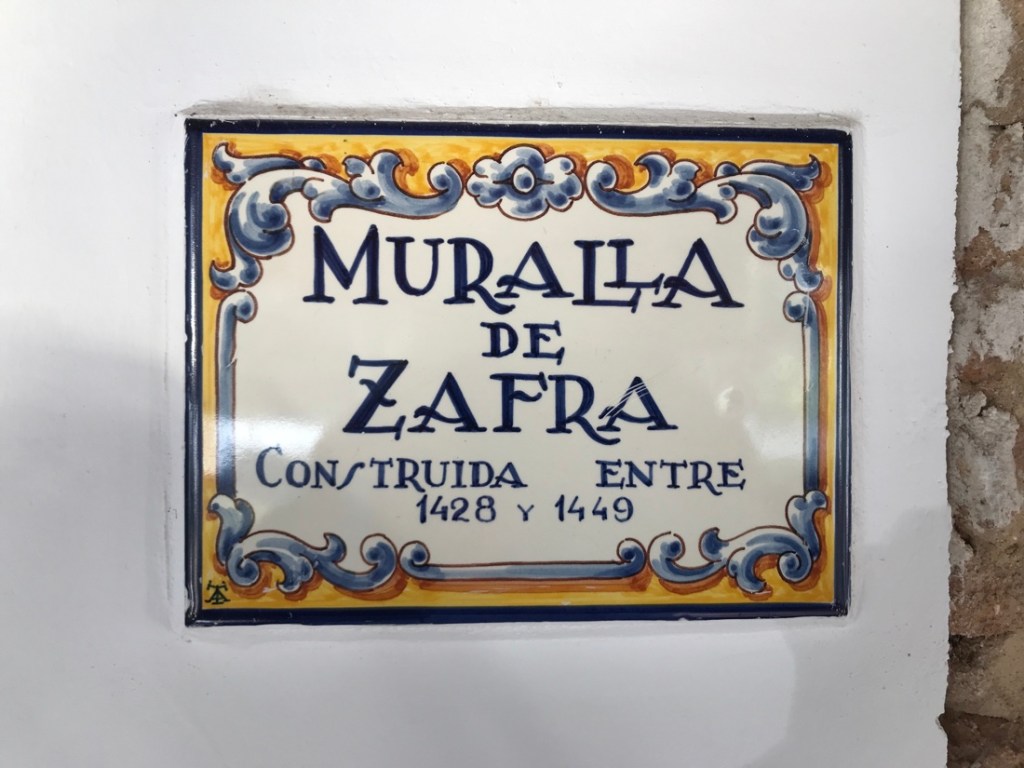 MURALLA
DE
ZAFRA
CONSTRUIDA ENTRE
1428 Y 1449